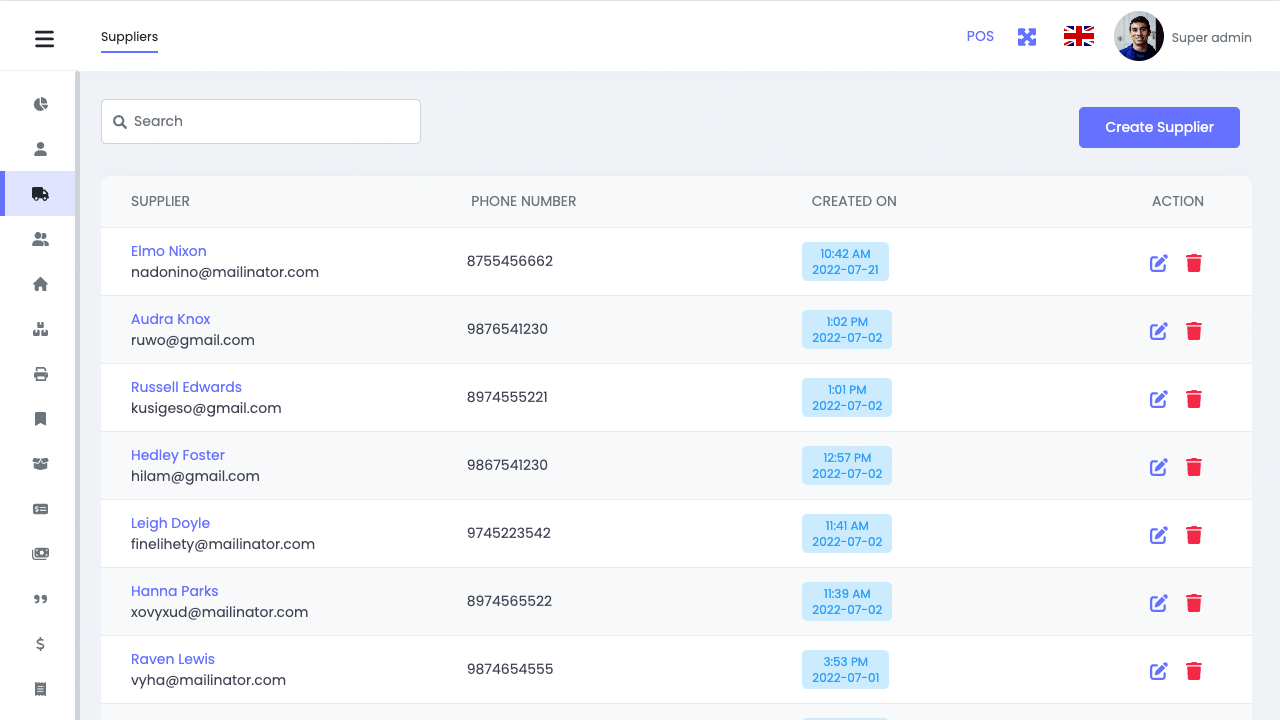 Suppliers
POS
Super admin
Search
Create Supplier
SUPPLIER PHONE NUMBER CREATED ON ACTION
Elmo Nixon
nadonino@mailinator.com
8755456662
10:42 AM
2022-07-21
Audra Knox
ruwo@gmail.com
9876541230
1:02 PM
2022-07-02
Russell Edwards
kusigeso@gmail.com
8974555221
1:01 PM
2022-07-02
Hedley Foster
hilam@gmail.com
9867541230
12:57 PM
2022-07-02
Leigh Doyle
finelihety@mailinator.com
9745223542
11:41 AM
2022-07-02
Hanna Parks
xovyxud@mailinator.com
8974565522
11:39 AM
2022-07-02
Raven Lewis
vyha@mailinator.com
9874654555
3:53 PM
2022-07-01